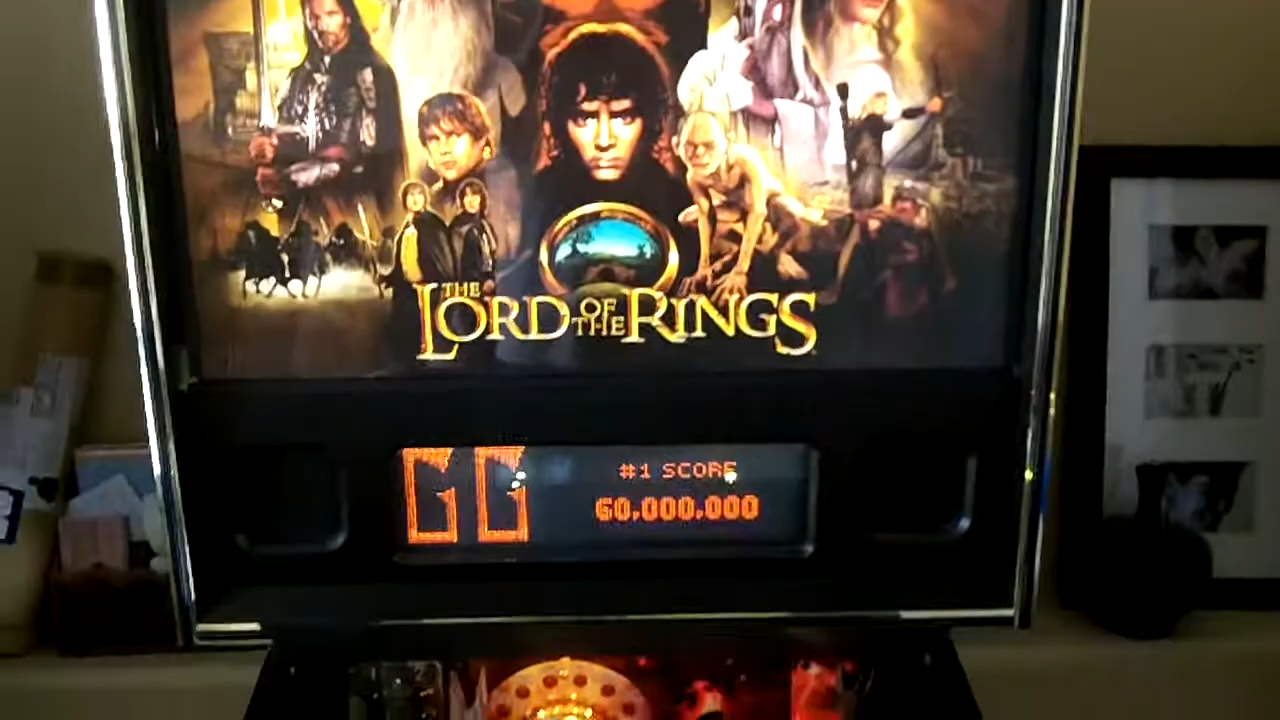 THE LORD OF THE RINGS
GG
#1 SCORE
60,000,000